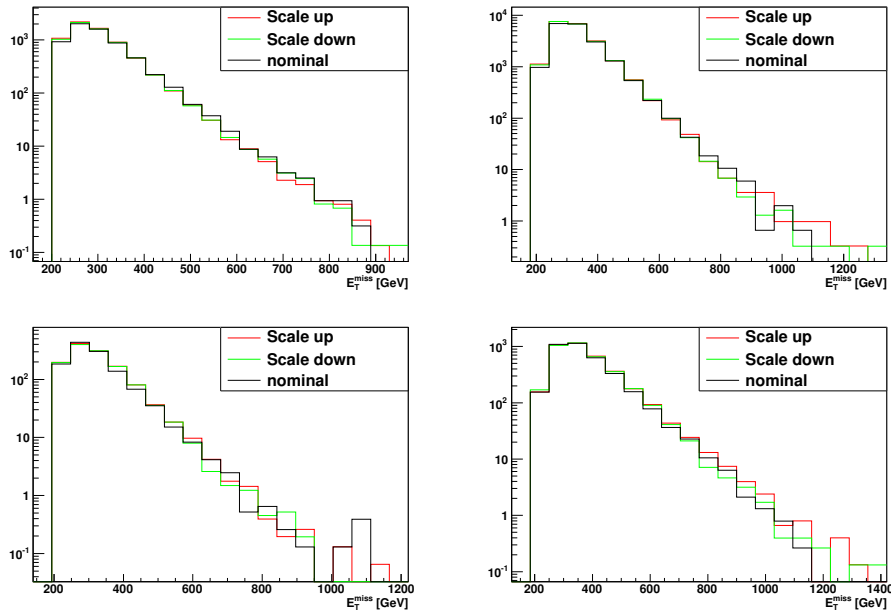 Scale up
Scale down
nominal
10³
10²
10
1
10⁻¹
200 300 400 500 600 700 800 900
E_T^miss [GeV]
Scale up
Scale down
nominal
10⁴
10³
10²
10
1
200 400 600 800 1000 1200
E_T^miss [GeV]
Scale up
Scale down
nominal
10²
10
1
10⁻¹
200 400 600 800 1000 1200
E_T^miss [GeV]
Scale up
Scale down
nominal
10³
10²
10
1
10⁻¹
200 400 600 800 1000 1200 1400
E_T^miss [GeV]